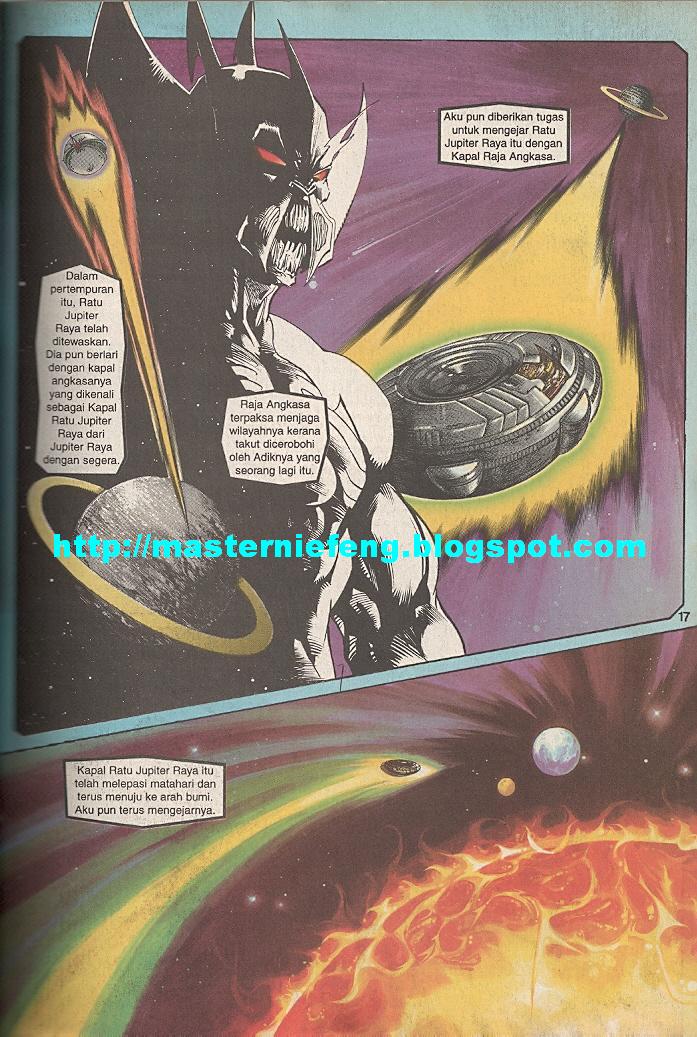 Dalam
pertempuran
itu, Ratu
Jupiter
Raya telah
ditewaskan.
Dia pun berlari
dengan kapal
angkasanya
yang dikenali
sebagai Kapal
Ratu Jupiter
Raya dari
Jupiter Raya
dengan segera.
Raja Angkasa
terpaksa menjaga
wilayahnya kerana
takut dicerobohi
oleh Adiknya yang
seorang lagi itu.
Aku pun diberikan tugas
untuk mengejar Ratu
Jupiter Raya itu dengan
Kapal Raja Angkasa.
http://masterniefeng.blogspot.com
17
Kapal Ratu Jupiter Raya itu
telah melepasi matahari dan
terus menuju ke arah bumi.
Aku pun terus mengejarnya.